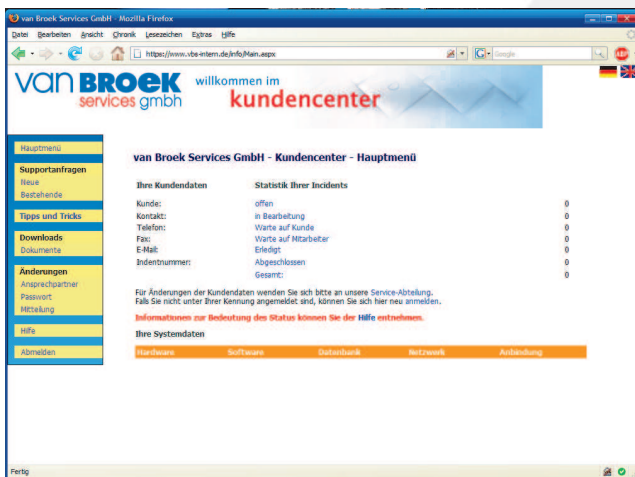 van Broek Services GmbH - Mozilla Firefox
Datei Bearbeiten Ansicht Chronik Lesezeichen Extras Hilfe
https://www.vbs-intern.de/info/Main.aspx
Google
ABP
van BROEK
services gmbh
willkommen im
kundencenter
Hauptmenü
Supportanfragen
Neue
Bestehende
Tipps und Tricks
Downloads
Dokumente
Änderungen
Ansprechpartner
Passwort
Mitteilung
Hilfe
Abmelden
van Broek Services GmbH - Kundencenter - Hauptmenü
Ihre Kundendaten Statistik Ihrer Incidents
Kunde: offen 0
Kontakt: in Bearbeitung 0
Telefon: Warte auf Kunde 0
Fax: Warte auf Mitarbeiter 0
E-Mail: Erledigt 0
Indentnummer: Abgeschlossen 0
Gesamt: 0
Für Änderungen der Kundendaten wenden Sie sich bitte an unsere Service-Abteilung.
Falls Sie nicht unter Ihrer Kennung angemeldet sind, können Sie sich hier neu anmelden.
Informationen zur Bedeutung des Status können Sie der Hilfe entnehmen.
Ihre Systemdaten
Hardware Software Datenbank Netzwerk Anbindung
Fertig